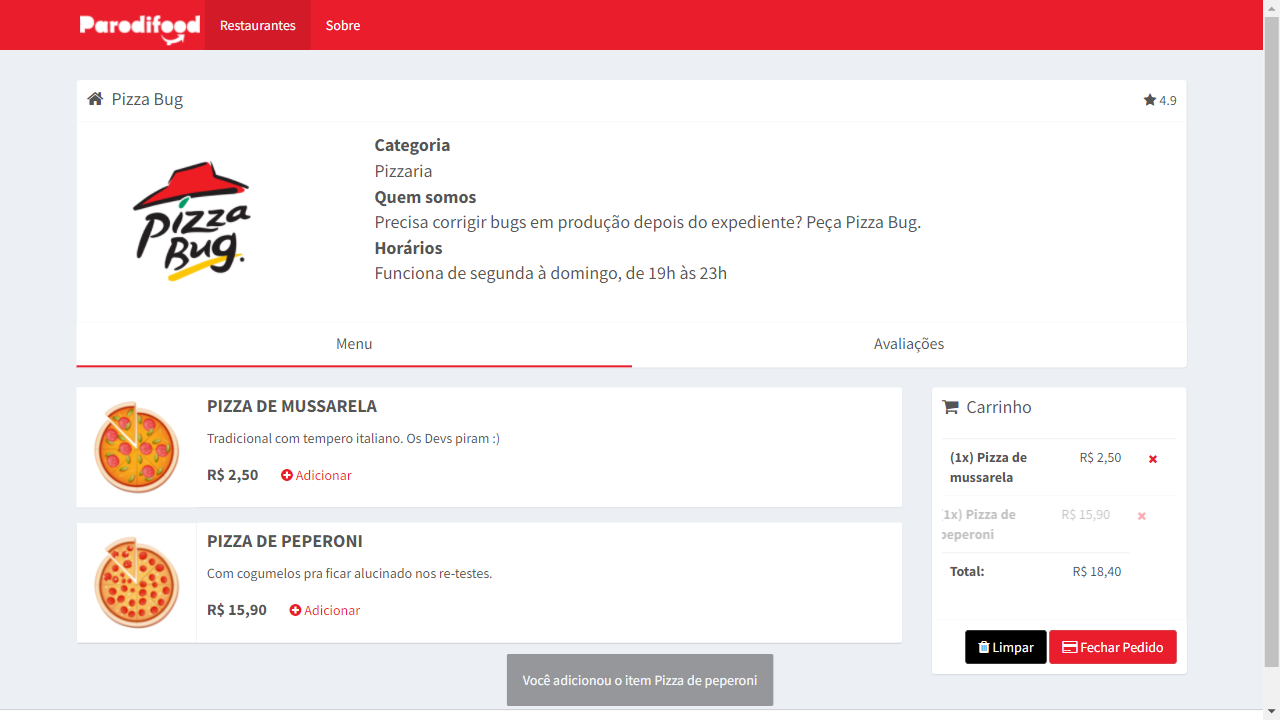 Parodifood
Restaurantes
Sobre
Pizza Bug
4.9
Pizza
Bug.
Categoria
Pizzaria
Quem somos
Precisa corrigir bugs em produção depois do expediente? Peça Pizza Bug.
Horários
Funciona de segunda à domingo, de 19h às 23h
Menu
Avaliações
PIZZA DE MUSSARELA
Tradicional com tempero italiano. Os Devs piram :)
R$ 2,50
Adicionar
PIZZA DE PEPERONI
Com cogumelos pra ficar alucinado nos re-testes.
R$ 15,90
Adicionar
Carrinho
(1x) Pizza de R$ 2,50
mussarela
1x) Pizza de R$ 15,90
peperoni
Total: R$ 18,40
Limpar
Fechar Pedido
Você adicionou o item Pizza de peperoni